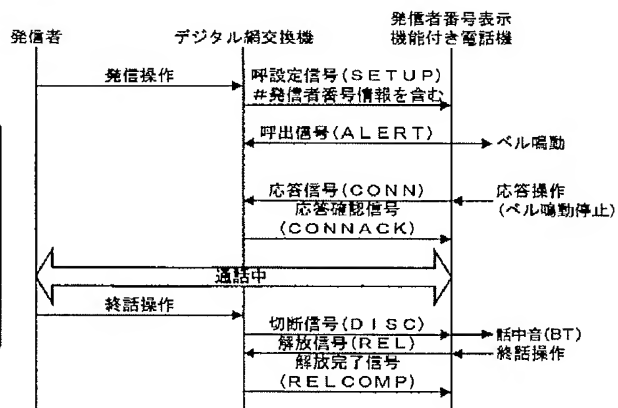 発信者
デジタル網交換機
発信者番号表示
機能付き電話機
発信操作
呼設定信号(SETUP)
#発信者番号情報を含む
呼出信号(ALERT)
ベル鳴動
応答信号(CONN)
応答操作
(ベル鳴動停止)
応答確認信号
(CONNACK)
通話中
終話操作
切断信号(DISC)
話中音(BT)
解放信号(REL)
終話操作
解放完了信号
(RELCOMP)